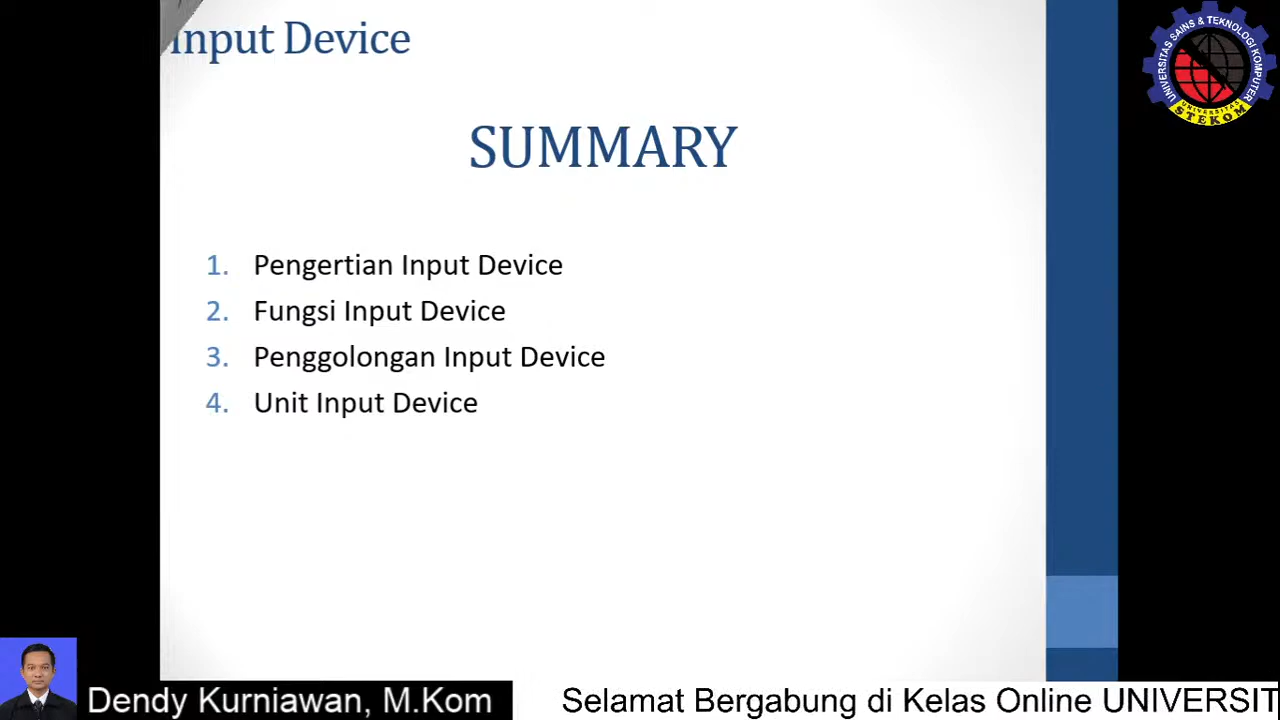 Input Device
SUMMARY
1. Pengertian Input Device
2. Fungsi Input Device
3. Penggolongan Input Device
4. Unit Input Device
UNIVERSITAS SAINS & TEKNOLOGI KOMPUTER
UNIVERSITAS
STEKOM
Dendy Kurniawan, M.Kom
Selamat Bergabung di Kelas Online UNIVERSIT